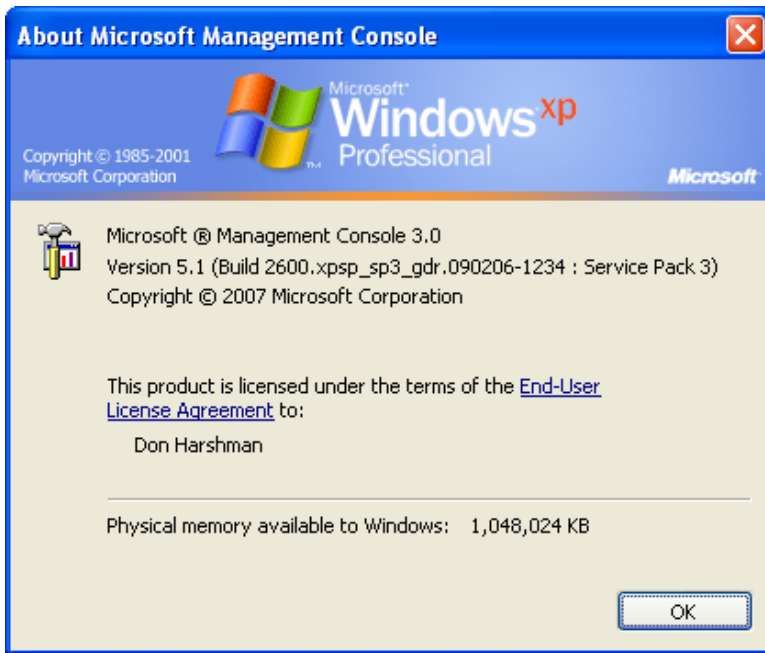 About Microsoft Management Console
Microsoft®
Windows xp
Professional
TM
Copyright © 1985-2001
Microsoft Corporation
Microsoft
Microsoft ® Management Console 3.0
Version 5.1 (Build 2600.xpsp_sp3_gdr.090206-1234 : Service Pack 3)
Copyright © 2007 Microsoft Corporation
This product is licensed under the terms of the End-User
License Agreement to:
Don Harshman
Physical memory available to Windows: 1,048,024 KB
OK